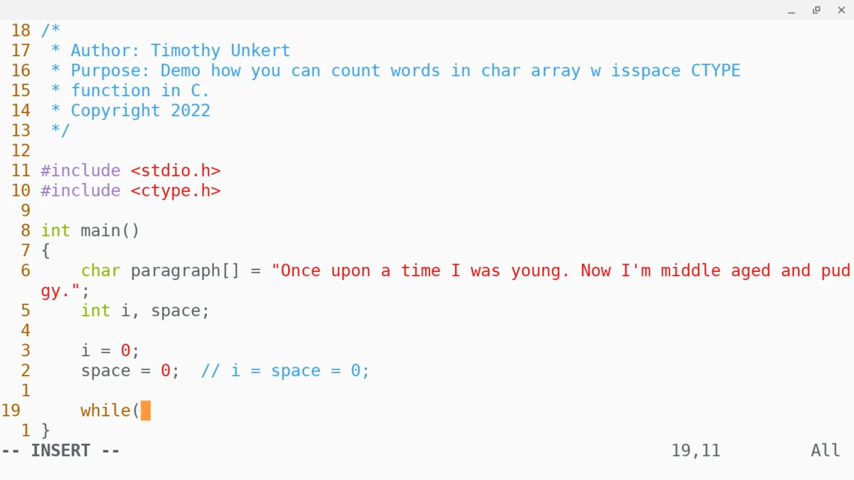 18 /*
17  * Author: Timothy Unkert
16  * Purpose: Demo how you can count words in char array w isspace CTYPE
15  * function in C.
14  * Copyright 2022
13  */
12
11 #include <stdio.h>
10 #include <ctype.h>
9
8 int main()
7 {
6     char paragraph[] = "Once upon a time I was young. Now I'm middle aged and pud
gy.";
5     int i, space;
4
3     i = 0;
2     space = 0;  // i = space = 0;
1
19     while(
1 }
-- INSERT -- 19,11 All